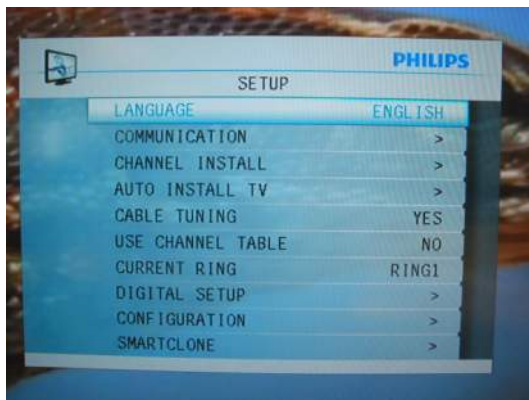 PHILIPS
SETUP
LANGUAGE ENGLISH
COMMUNICATION >
CHANNEL INSTALL >
AUTO INSTALL TV >
CABLE TUNING YES
USE CHANNEL TABLE NO
CURRENT RING RING1
DIGITAL SETUP >
CONFIGURATION >
SMARTCLONE >